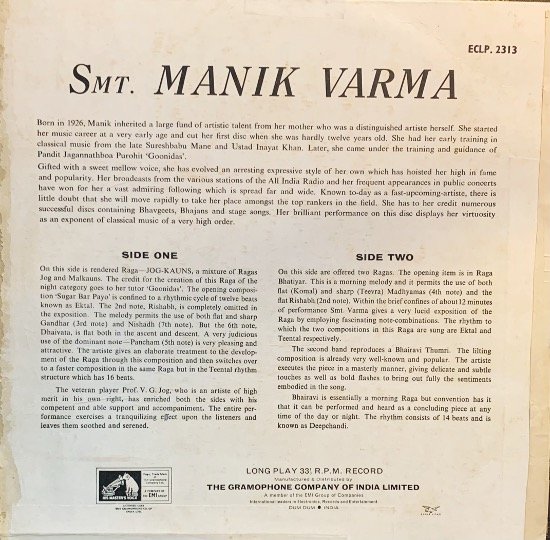 ECLP. 2313
SMT. MANIK VARMA
Born in 1926, Manik inherited a large fund of artistic talent from her mother who was a distinguished artiste herself. She started
her music career at a very early age and cut her first disc when she was hardly twelve years old. She had her early training in
classical music from the late Sureshbabu Mane and Ustad Inayat Khan. Later, she came under the training and guidance of
Pandit Jagannathboa Purohit 'Goonidas'.
Gifted with a sweet mellow voice, she has evolved an arresting expressive style of her own which has hoisted her high in fame
and popularity. Her broadcasts from the various stations of the All India Radio and her frequent appearances in public concerts
have won for her a vast admiring following which is spread far and wide. Known to-day as a fast-upcoming-artiste, there is
little doubt that she will move rapidly to take her place amongst the top rankers in the field. She has to her credit numerous
successful discs containing Bhavgeets, Bhajans and stage songs. Her brilliant performance on this disc displays her virtuosity
as an exponent of classical music of a very high order.
SIDE ONE
On this side is rendered Raga—JOG-KAUNS, a mixture of Ragas
Jog and Malkauns. The credit for the creation of this Raga of the
night category goes to her tutor 'Goonidas'. The opening composi-
tion 'Sugar Bar Payo' is confined to a rhythmic cycle of twelve beats
known as Ektal. The 2nd note, Rishabh, is completely omitted in
the exposition. The melody permits the use of both flat and sharp
Gandhar (3rd note) and Nishadh (7th note). But the 6th note,
Dhaivata, is flat both in the ascent and descent. A very judicious
use of the dominant note—Pancham (5th note) is very pleasing and
attractive. The artiste gives an elaborate treatment to the develop-
ment of the Raga through this composition and then switches over
to a faster composition in the same Raga but in the Teental rhythm
structure which has 16 beats.
The veteran player Prof. V. G. Jog, who is an artiste of high
merit in his own right, has enriched both the sides with his
competent and able support and accompaniment. The entire per-
formance exercises a tranquilizing effect upon the listeners and
leaves them soothed and serened.
SIDE TWO
On this side are offered two Ragas. The opening item is in Raga
Bhatiyar. This is a morning melody and it permits the use of both
flat (Komal) and sharp (Teevra) Madhyamas (4th note) and the
flat Rishabh (2nd note). Within the brief confines of about 12 minutes
of performance Smt. Varma gives a very lucid exposition of the
Raga by employing fascinating note-combinations. The rhythm to
which the two compositions in this Raga are sung are Ektal and
Teental respectively.
The second band reproduces a Bhairavi Thumri. The lilting
composition is already very well-known and popular. The artiste
executes the piece in a masterly manner, giving delicate and subtle
touches as well as bold flashes to bring out fully the sentiments
embodied in the song.
Bhairavi is essentially a morning Raga but convention has it
that it can be performed and heard as a concluding piece at any
time of the day or night. The rhythm consists of 14 beats and is
known as Deepchandi.
HIS MASTER'S VOICE
LONG PLAY 33⅓ R.P.M. RECORD
Manufactured & Distributed by
THE GRAMOPHONE COMPANY OF INDIA LIMITED
A member of the EMI Group of Companies
International leaders in Electronics, Records and Entertainment
DUM DUM ● INDIA